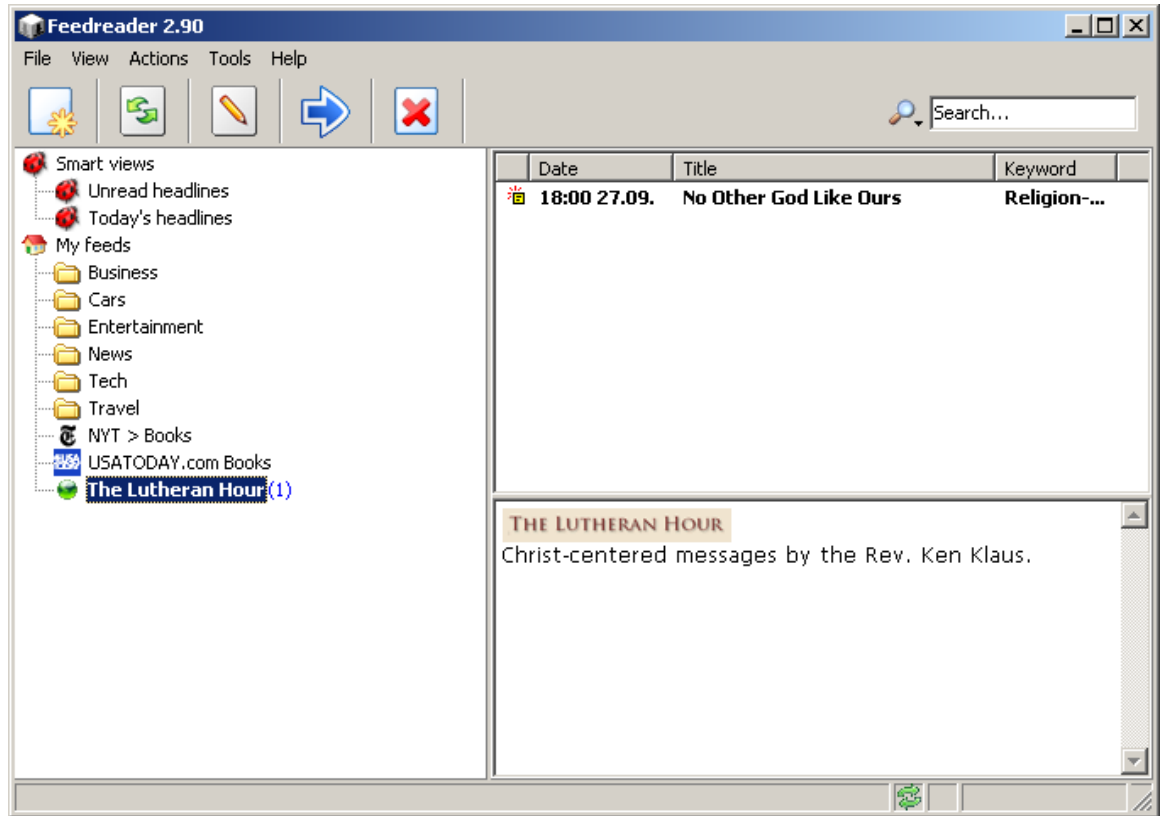 Feedreader 2.90
File View Actions Tools Help
Search...
Smart views
Unread headlines
Today's headlines
My feeds
Business
Cars
Entertainment
News
Tech
Travel
NYT > Books
USATODAY.com Books
The Lutheran Hour (1)
Date Title Keyword
18:00 27.09. No Other God Like Ours Religion-...
THE LUTHERAN HOUR
Christ-centered messages by the Rev. Ken Klaus.